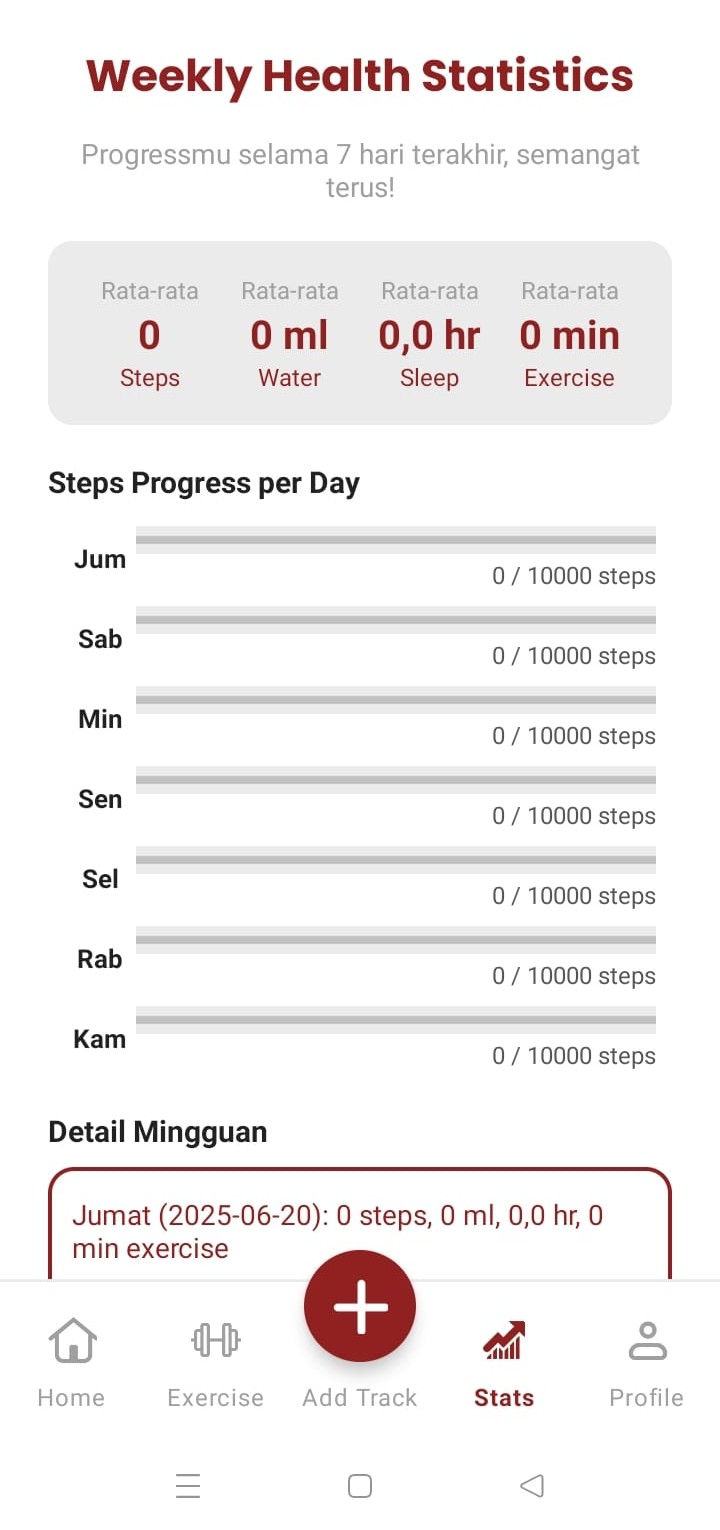 Weekly Health Statistics
Progressmu selama 7 hari terakhir, semangat
terus!
Rata-rata Rata-rata Rata-rata Rata-rata
0 0 ml 0,0 hr 0 min
Steps Water Sleep Exercise
Steps Progress per Day
Jum
0 / 10000 steps
Sab
0 / 10000 steps
Min
0 / 10000 steps
Sen
0 / 10000 steps
Sel
0 / 10000 steps
Rab
0 / 10000 steps
Kam
0 / 10000 steps
Detail Mingguan
Jumat (2025-06-20): 0 steps, 0 ml, 0,0 hr, 0
min exercise
Home Exercise Add Track Stats Profile